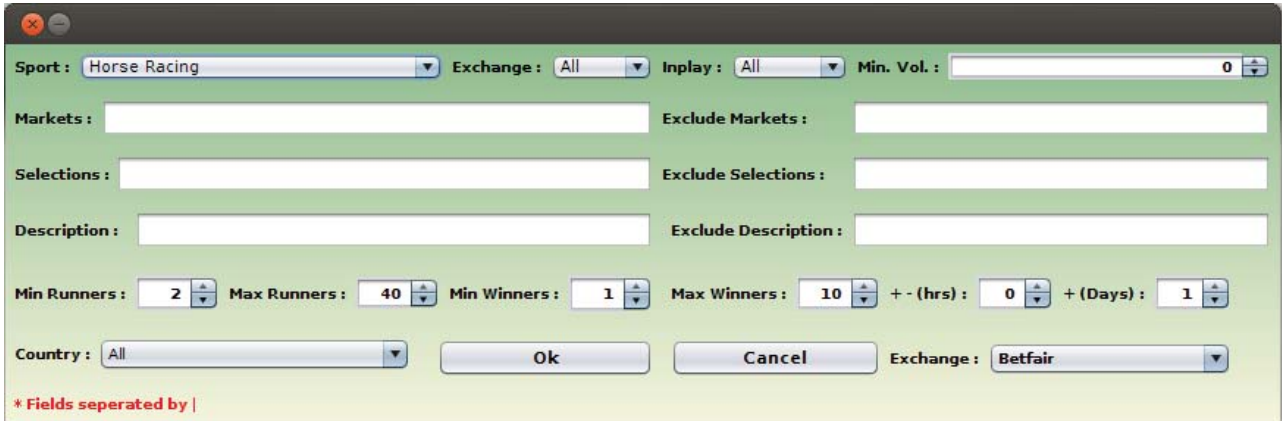 Sport : Horse Racing Exchange : All Inplay : All Min. Vol. : 0
Markets : Exclude Markets :
Selections : Exclude Selections :
Description : Exclude Description :
Min Runners : 2 Max Runners : 40 Min Winners : 1 Max Winners : 10 + - (hrs) : 0 + (Days) : 1
Country : All Ok Cancel Exchange : Betfair
* Fields seperated by |